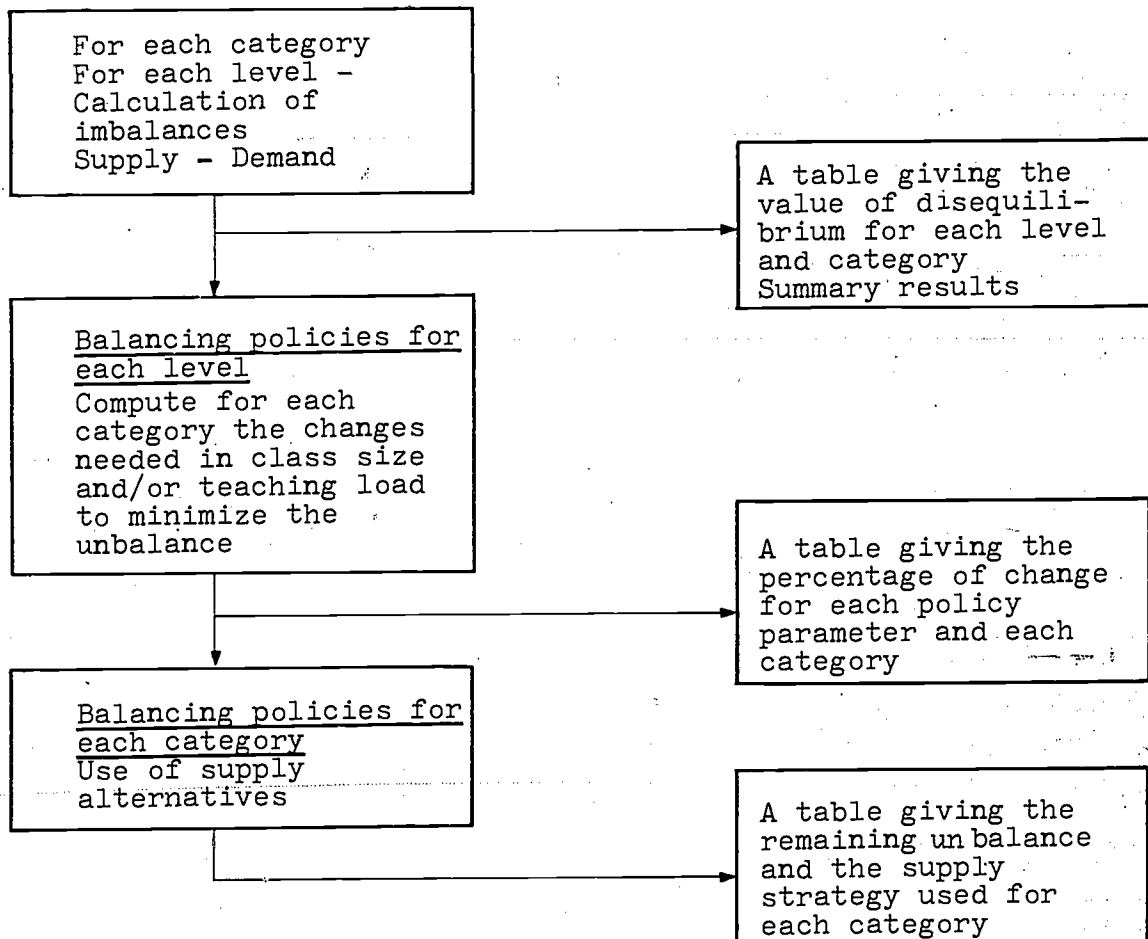 For each category
For each level -
Calculation of
imbalances
Supply - Demand
A table giving the
value of disequili-
brium for each level
and category
Summary results
Balancing policies for
each level
Compute for each
category the changes
needed in class size
and/or teaching load
to minimize the
unbalance
A table giving the
percentage of change
for each policy
parameter and each
category
Balancing policies for
each category
Use of supply
alternatives
A table giving the
remaining un balance
and the supply
strategy used for
each category